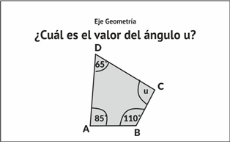 Eje Geometría
¿Cuál es el valor del ángulo u?
D
65°
C
u
85°
110°
A
B